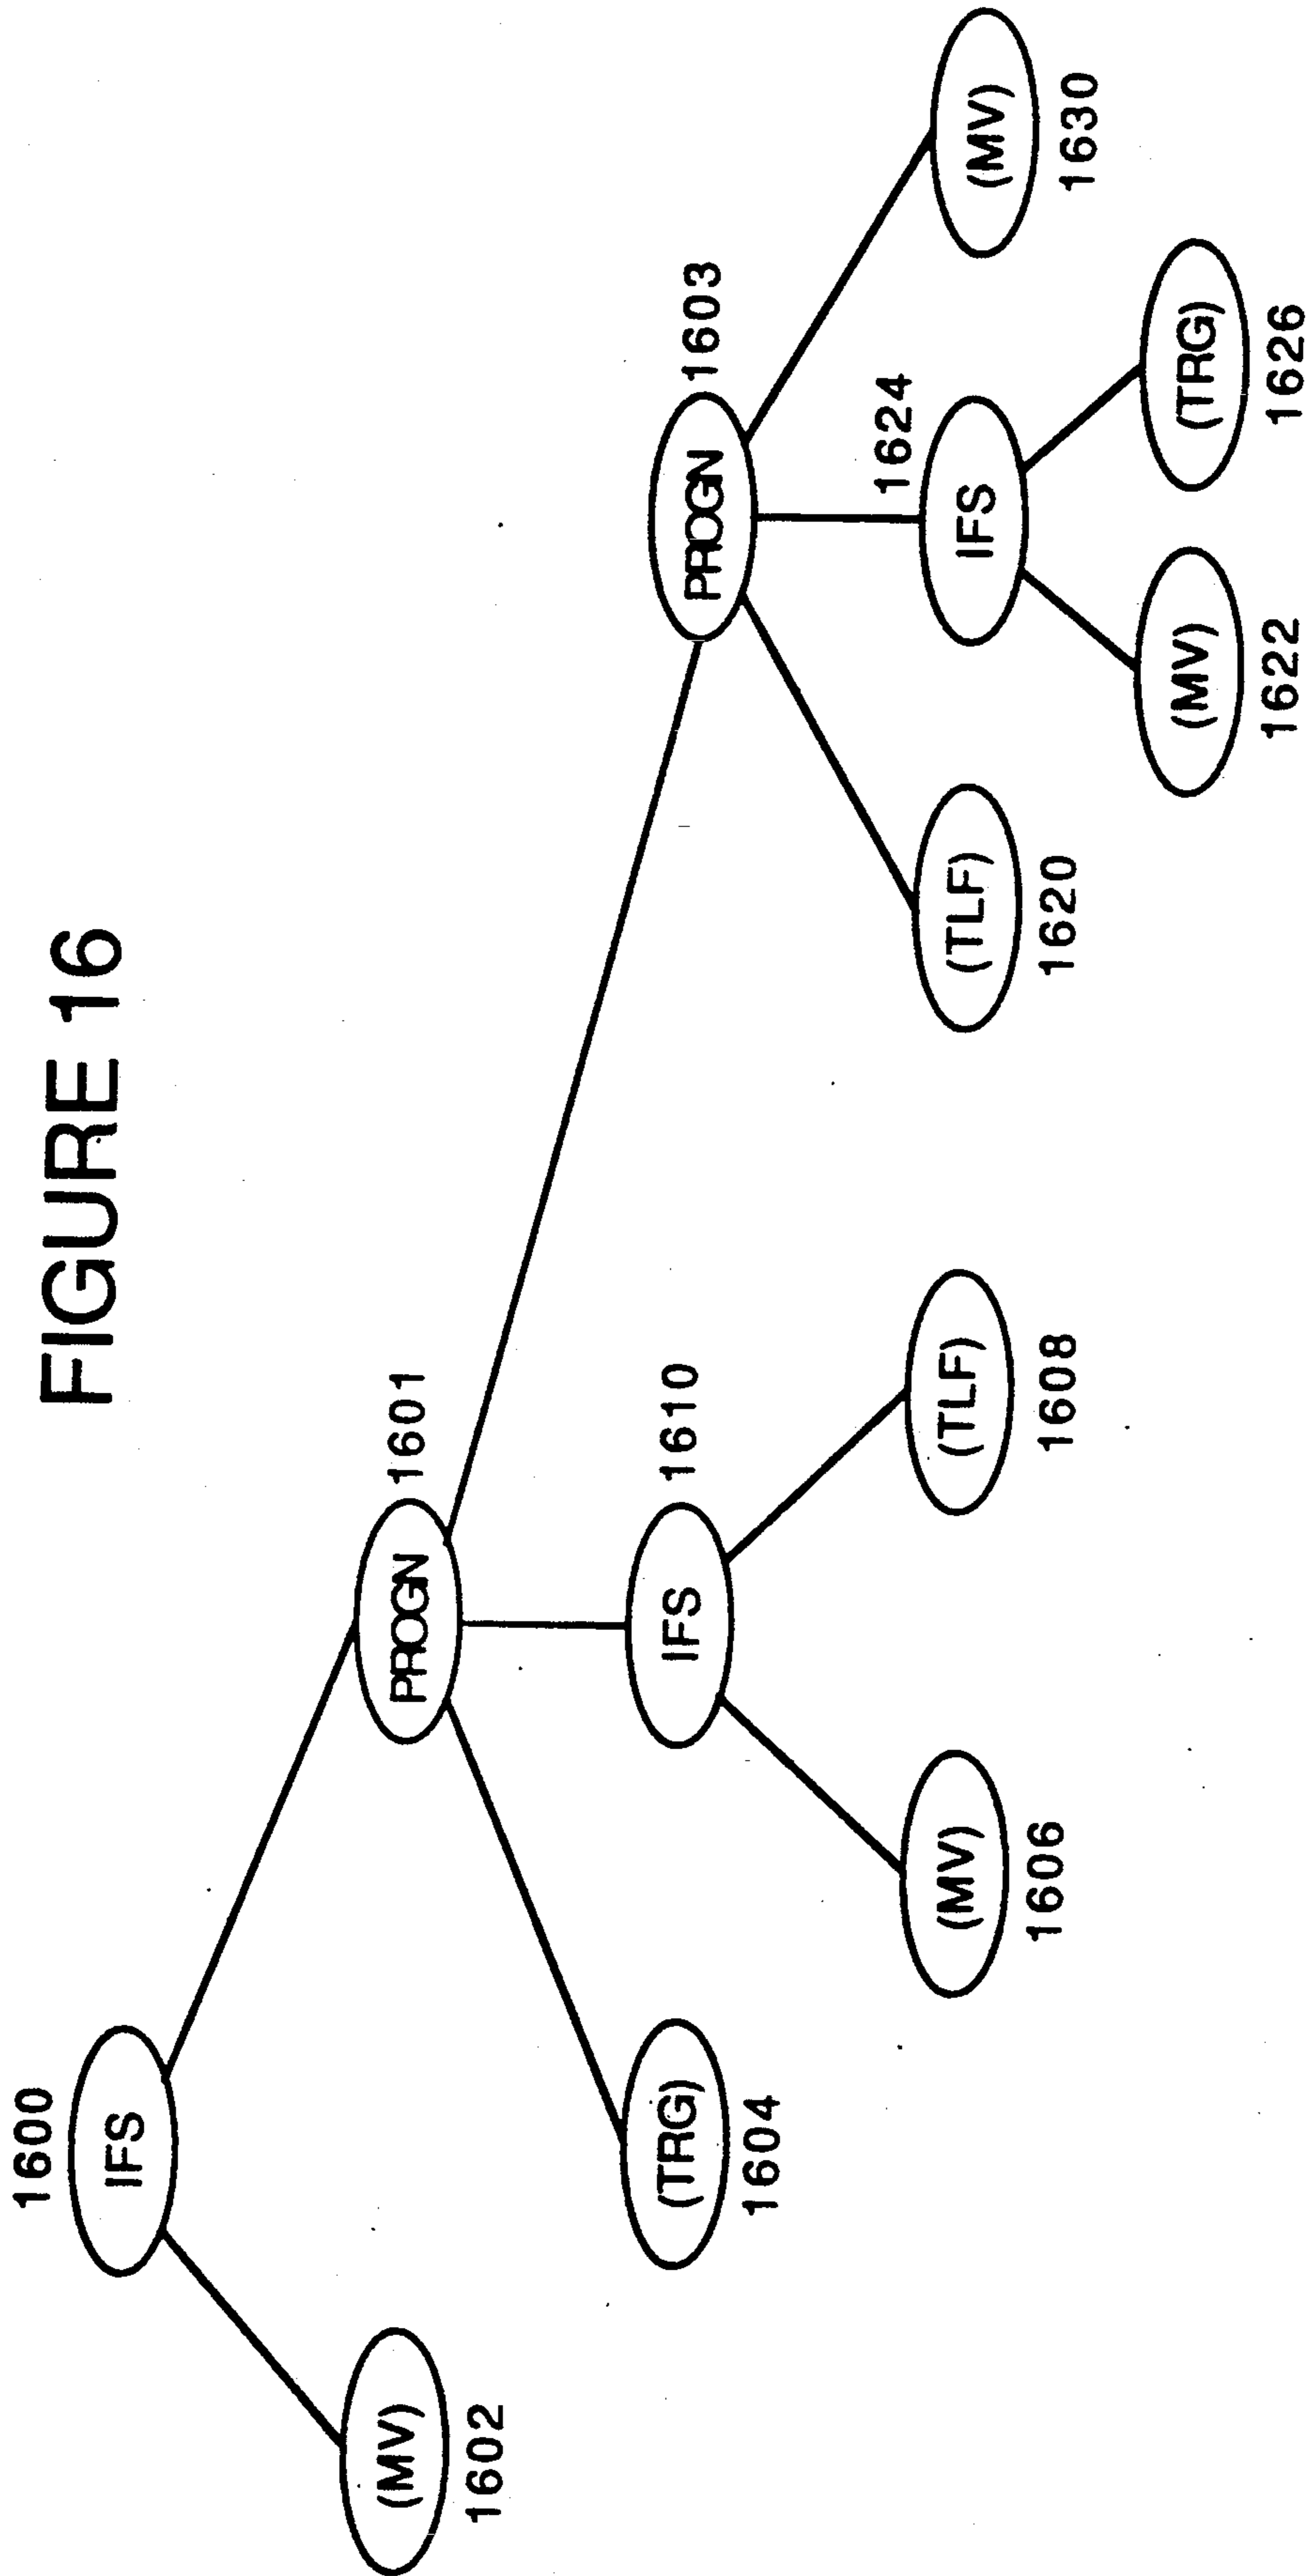 FIGURE 16
1600
IFS
(MV)
1602
PROGN
1601
(TRG)
1604
IFS
1610
(MV)
1606
(TLF)
1608
PROGN
1603
(TLF)
1620
IFS
1624
(MV)
1622
(TRG)
1626
(MV)
1630